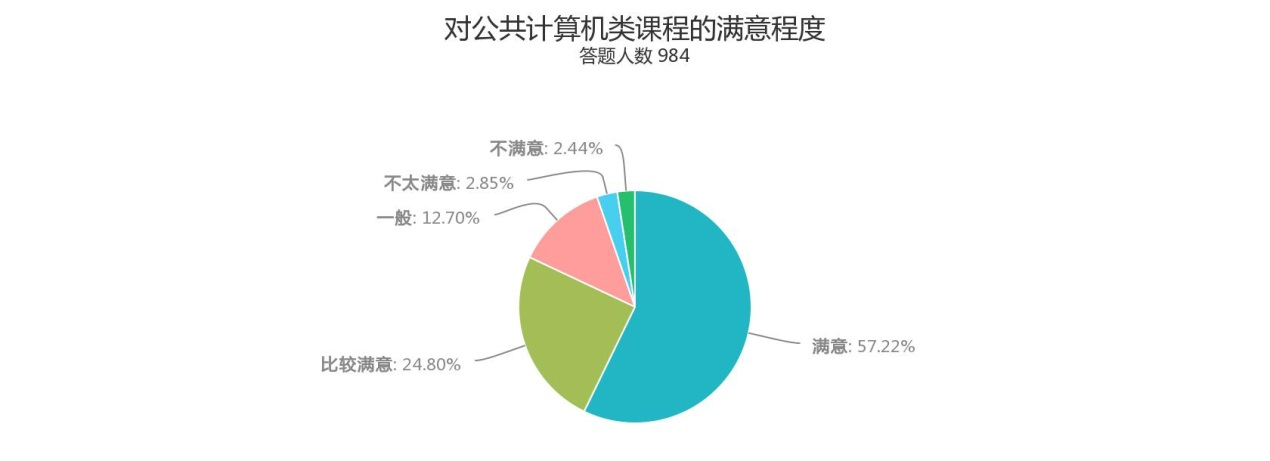 对公共计算机类课程的满意程度
答题人数 984
不满意: 2.44%
不太满意: 2.85%
一般: 12.70%
满意: 57.22%
比较满意: 24.80%